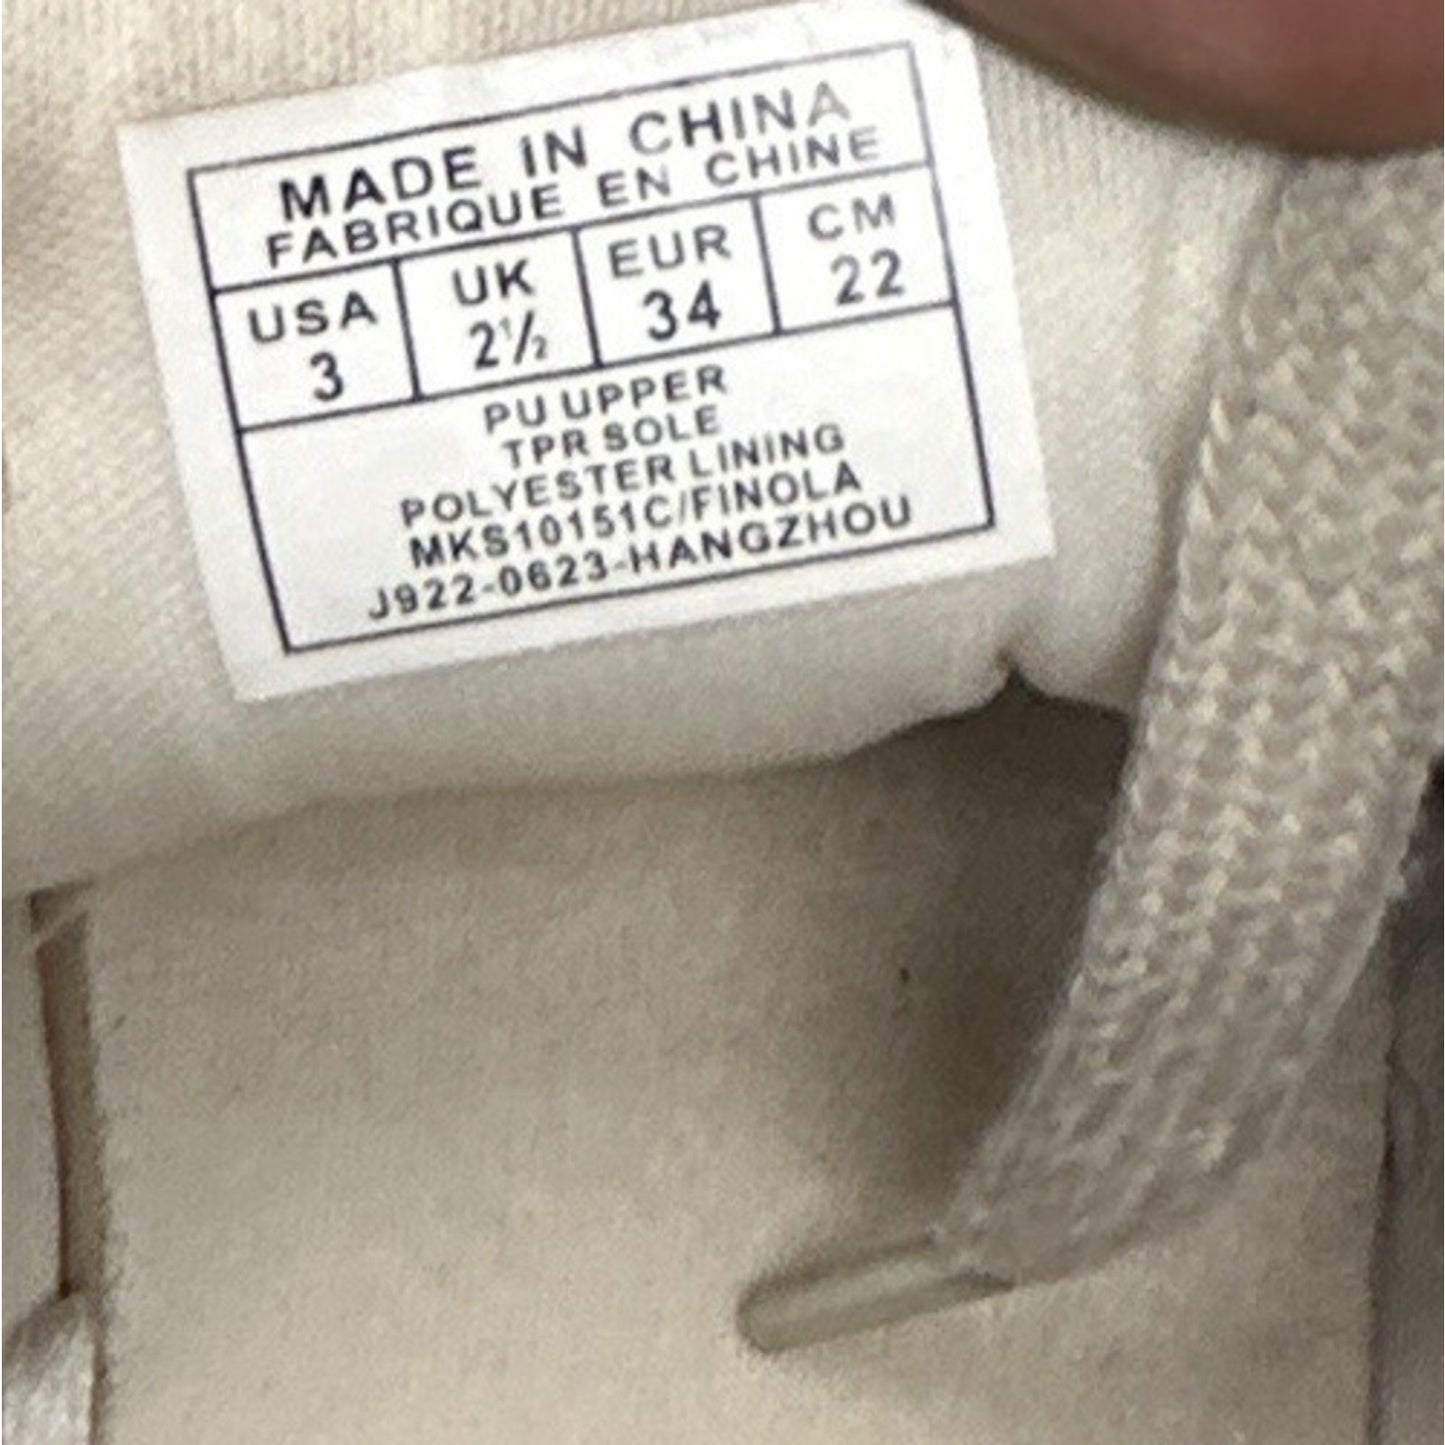 MADE IN CHINA
FABRIQUE EN CHINE
USA UK EUR CM
3 2½ 34 22
PU UPPER
TPR SOLE
POLYESTER LINING
MKS10151C/FINOLA
J922-0623-HANGZHOU